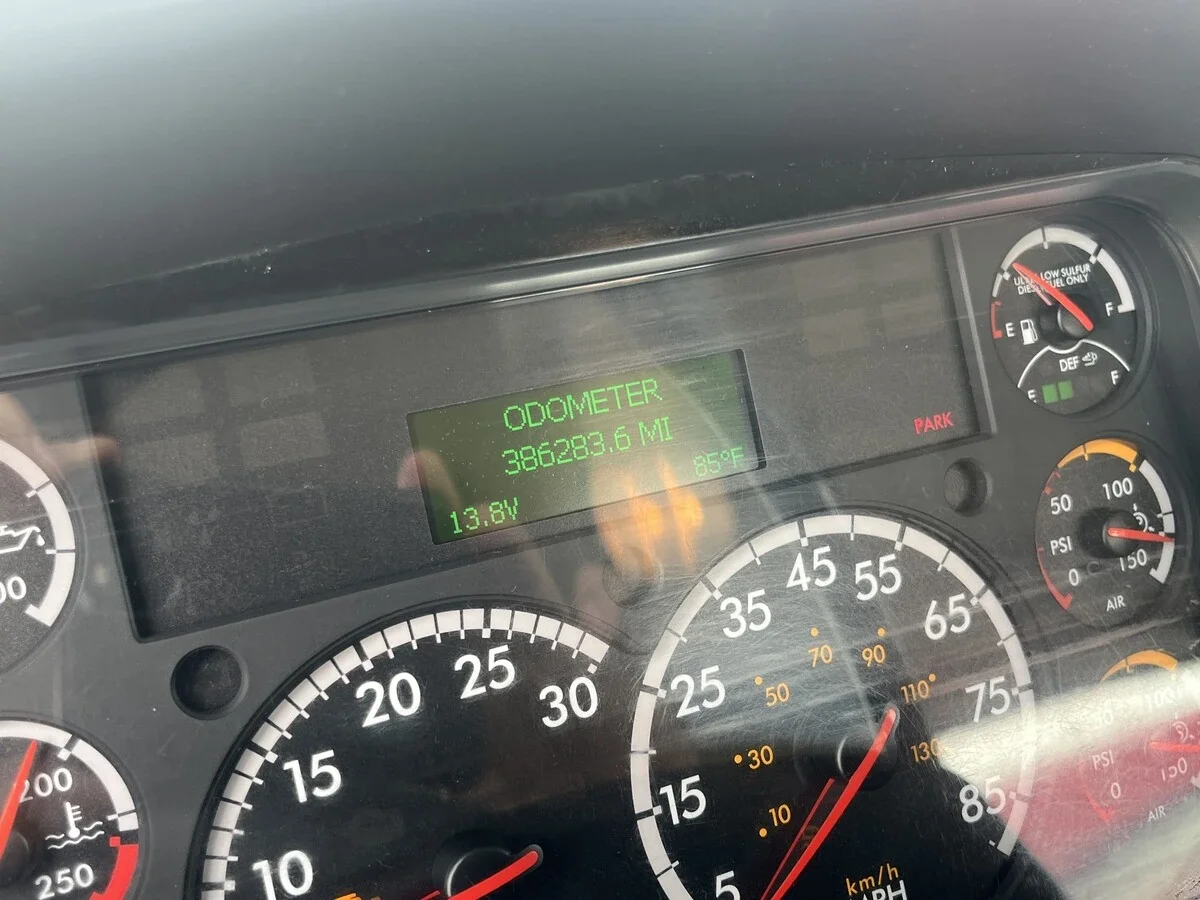 ODOMETER
386283.6 MI
13.8V
85°F
PARK
ULTRA LOW SULFUR
DIESEL FUEL ONLY
E
F
DEF
E
F
50
100
PSI
0
150
AIR
200
250
10
15
20
25
30
5
15
25
35
45
55
65
75
85
10
30
50
70
90
110
130
km/h
MPH
PSI
0
150
AIR